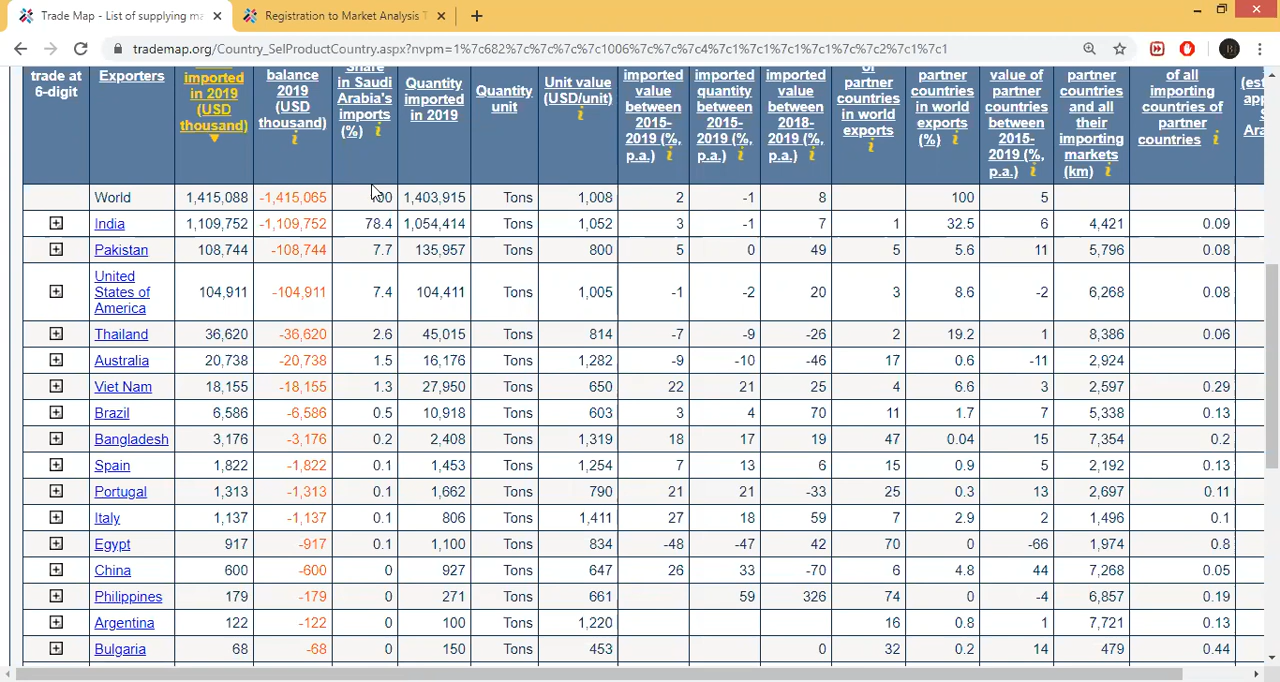 Trade Map - List of supplying ma
Registration to Market Analysis T
trademap.org/Country_SelProductCountry.aspx?nvpm=1%7c682%7c%7c%7c%7c1006%7c%7c%7c4%7c1%7c1%7c1%7c1%7c%7c2%7c1%7c1
trade at 6-digit
Exporters
imported in 2019 (USD thousand)
balance 2019 (USD thousand)
Share in Saudi Arabia's imports (%)
Quantity imported in 2019
Quantity unit
Unit value (USD/unit)
imported value between 2015-2019 (%, p.a.)
imported quantity between 2015-2019 (%, p.a.)
imported value between 2018-2019 (%, p.a.)
of partner countries in world exports
partner countries in world exports (%)
value of partner countries between 2015-2019 (%, p.a.)
partner countries and all their importing markets (km)
of all importing countries of partner countries
World 1,415,088 -1,415,065 1,403,915 Tons 1,008 2 -1 8 100 5
India 1,109,752 -1,109,752 78.4 1,054,414 Tons 1,052 3 -1 7 1 32.5 6 4,421 0.09
Pakistan 108,744 -108,744 7.7 135,957 Tons 800 5 0 49 5 5.6 11 5,796 0.08
United States of America 104,911 -104,911 7.4 104,411 Tons 1,005 -1 -2 20 3 8.6 -2 6,268 0.08
Thailand 36,620 -36,620 2.6 45,015 Tons 814 -7 -9 -26 2 19.2 1 8,386 0.06
Australia 20,738 -20,738 1.5 16,176 Tons 1,282 -9 -10 -46 17 0.6 -11 2,924
Viet Nam 18,155 -18,155 1.3 27,950 Tons 650 22 21 25 4 6.6 3 2,597 0.29
Brazil 6,586 -6,586 0.5 10,918 Tons 603 3 4 70 11 1.7 7 5,338 0.13
Bangladesh 3,176 -3,176 0.2 2,408 Tons 1,319 18 17 19 47 0.04 15 7,354 0.2
Spain 1,822 -1,822 0.1 1,453 Tons 1,254 7 13 6 15 0.9 5 2,192 0.13
Portugal 1,313 -1,313 0.1 1,662 Tons 790 21 21 -33 25 0.3 13 2,697 0.11
Italy 1,137 -1,137 0.1 806 Tons 1,411 27 18 59 7 2.9 2 1,496 0.1
Egypt 917 -917 0.1 1,100 Tons 834 -48 -47 42 70 0 -66 1,974 0.8
China 600 -600 0 927 Tons 647 26 33 -70 6 4.8 44 7,268 0.05
Philippines 179 -179 0 271 Tons 661 59 326 74 0 -4 6,857 0.19
Argentina 122 -122 0 100 Tons 1,220 16 0.8 1 7,721 0.13
Bulgaria 68 -68 0 150 Tons 453 0 32 0.2 14 479 0.44